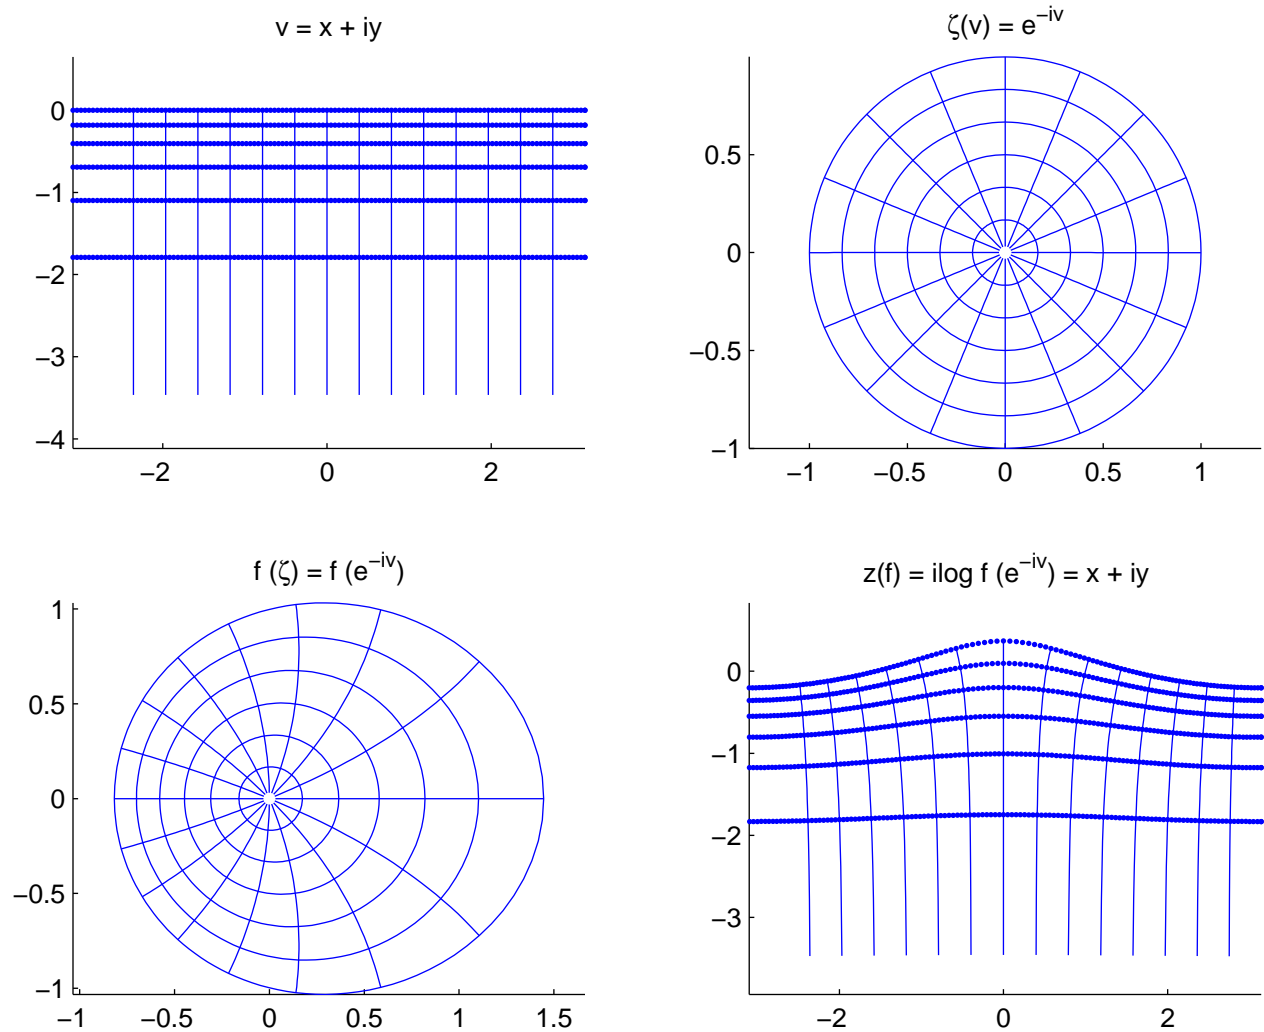 v = x + iy
0
−1
−2
−3
−4
−2 0 2
ζ(v) = e^{−iv}
0.5
0
−0.5
−1
−1 −0.5 0 0.5 1
f (ζ) = f (e^{−iv})
1
0.5
0
−0.5
−1
−1 −0.5 0 0.5 1 1.5
z(f) = ilog f (e^{−iv}) = x + iy
0
−1
−2
−3
−2 0 2